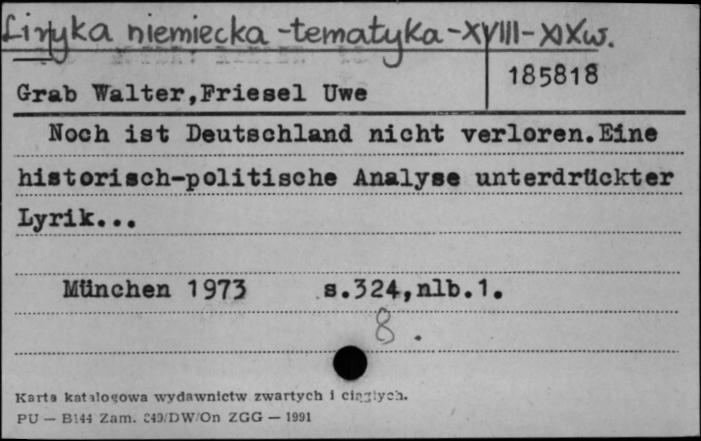 Liryka niemiecka - tematyka - XVIII - XIX w.
185818
Grab Walter,Friesel Uwe
Noch ist Deutschland nicht verloren.Eine
historisch-politische Analyse unterdrückter
Lyrik...
München 1973 s.324,nlb.1.
8.
Karta katalogowa wydawnictw zwartych i ciągłych.
PU — B144 Zam. 249/DW/On ZGG — 1991